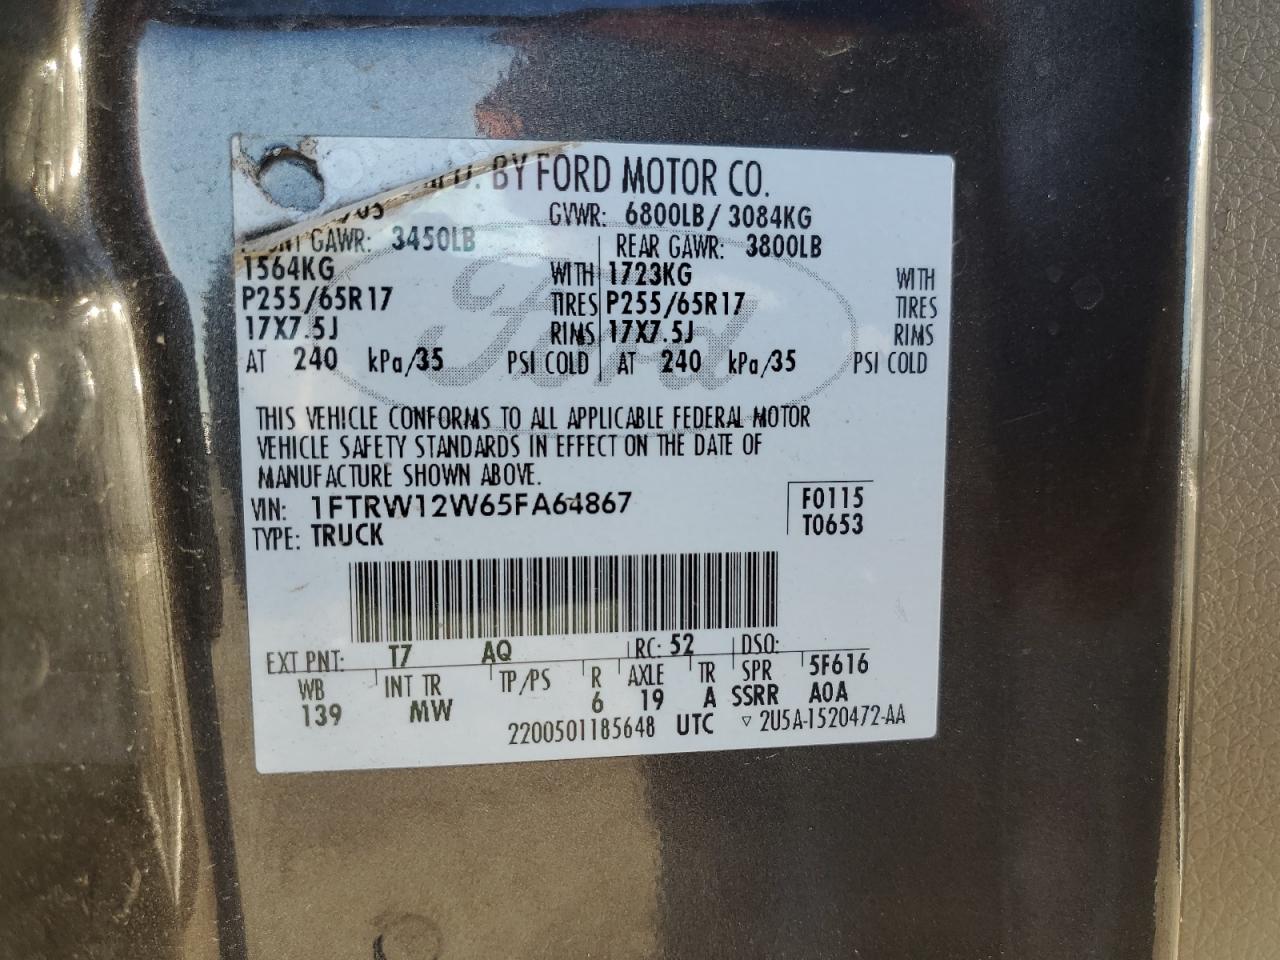 BY FORD MOTOR CO.
/05 GVWR: 6800LB/ 3084KG
GAWR: 3450LB REAR GAWR: 3800LB
1564KG WITH 1723KG WITH
P255/65R17 TIRES P255/65R17 TIRES
17X7.5J RIMS 17X7.5J RIMS
AT 240 kPa/35 PSI COLD AT 240 kPa/35 PSI COLD
Ford
THIS VEHICLE CONFORMS TO ALL APPLICABLE FEDERAL MOTOR
VEHICLE SAFETY STANDARDS IN EFFECT ON THE DATE OF
MANUFACTURE SHOWN ABOVE.
VIN: 1FTRW12W65FA64867 F0115
TYPE: TRUCK T0653
EXT PNT: T7 AQ RC: 52 DSO:
WB INT TR TP/PS R AXLE TR SPR 5F616
139 MW 6 19 A SSRR A0A
2200501185648 UTC ▽ 2U5A-1520472-AA